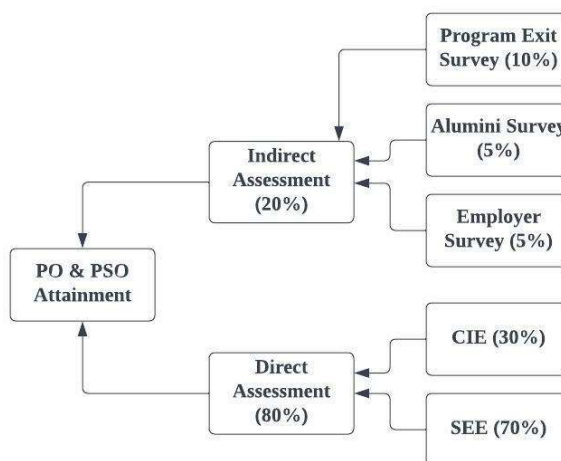 Program Exit
Survey (10%)
Alumini Survey
(5%)
Indirect
Assessment
(20%)
Employer
Survey (5%)
PO & PSO
Attainment
CIE (30%)
Direct
Assessment
(80%)
SEE (70%)